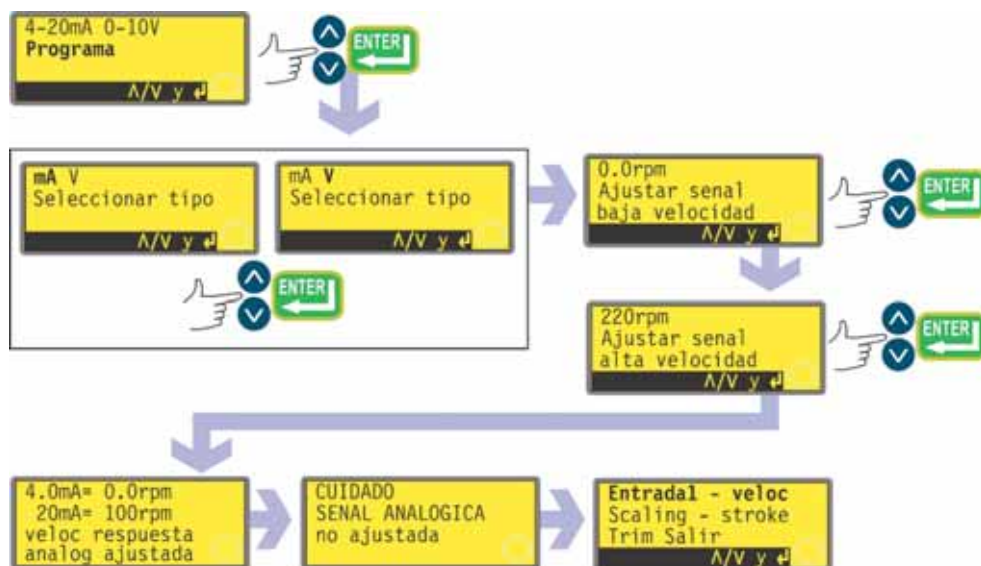 4-20mA 0-10V
Programa
Λ/V y ↲
ENTER
mA V
Seleccionar tipo
Λ/V y ↲
mA V
Seleccionar tipo
Λ/V y ↲
ENTER
0.0rpm
Ajustar senal
baja velocidad
Λ/V y ↲
ENTER
220rpm
Ajustar senal
alta velocidad
Λ/V y ↲
ENTER
4.0mA= 0.0rpm
20mA= 100rpm
veloc respuesta
analog ajustada
CUIDADO
SENAL ANALOGICA
no ajustada
Entrada1 - veloc
Scaling - stroke
Trim Salir
Λ/V y ↲